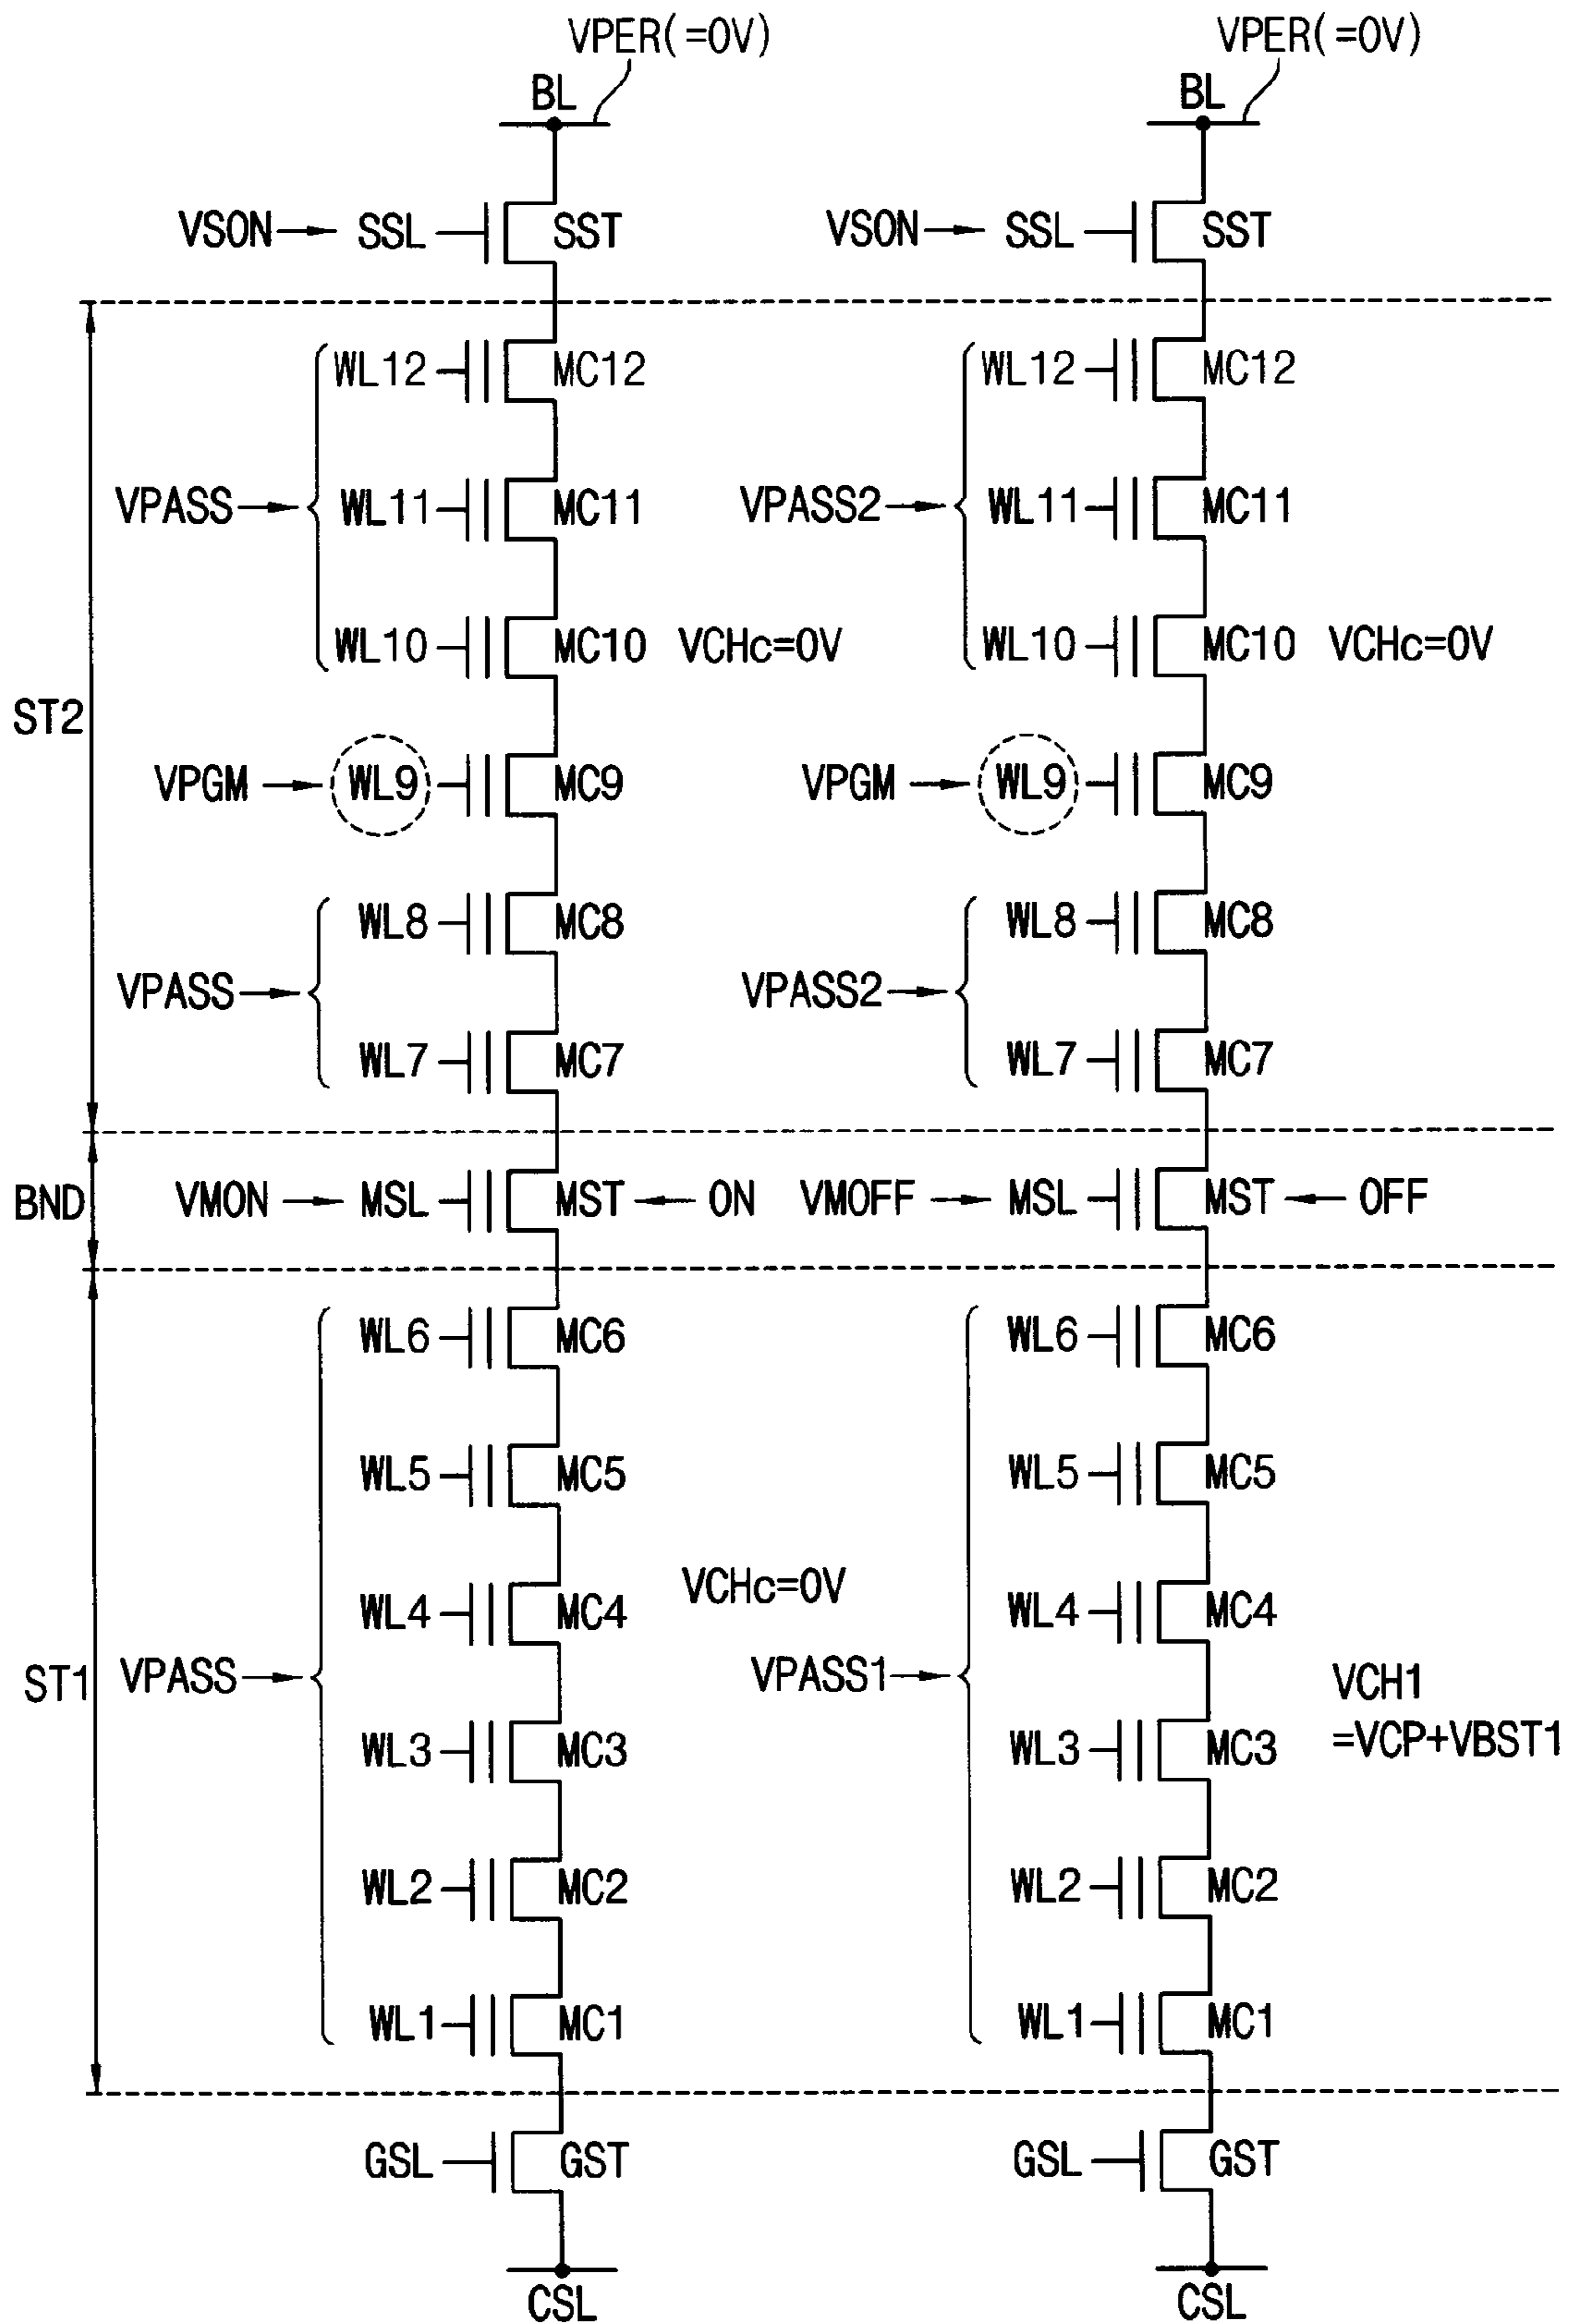 VPER(=0V) VPER(=0V)
BL BL
VSON SSL SST VSON SSL SST
WL12 MC12 WL12 MC12
VPASS WL11 MC11 VPASS2 WL11 MC11
WL10 MC10 VCHc=0V WL10 MC10 VCHc=0V
ST2
VPGM WL9 MC9 VPGM WL9 MC9
WL8 MC8 WL8 MC8
VPASS VPASS2
WL7 MC7 WL7 MC7
BND VMON MSL MST ON VMOFF MSL MST OFF
WL6 MC6 WL6 MC6
WL5 MC5 WL5 MC5
VCHc=0V
WL4 MC4 WL4 MC4
ST1 VPASS VPASS1 VCH1
WL3 MC3 WL3 MC3 =VCP+VBST1
WL2 MC2 WL2 MC2
WL1 MC1 WL1 MC1
GSL GST GSL GST
CSL CSL